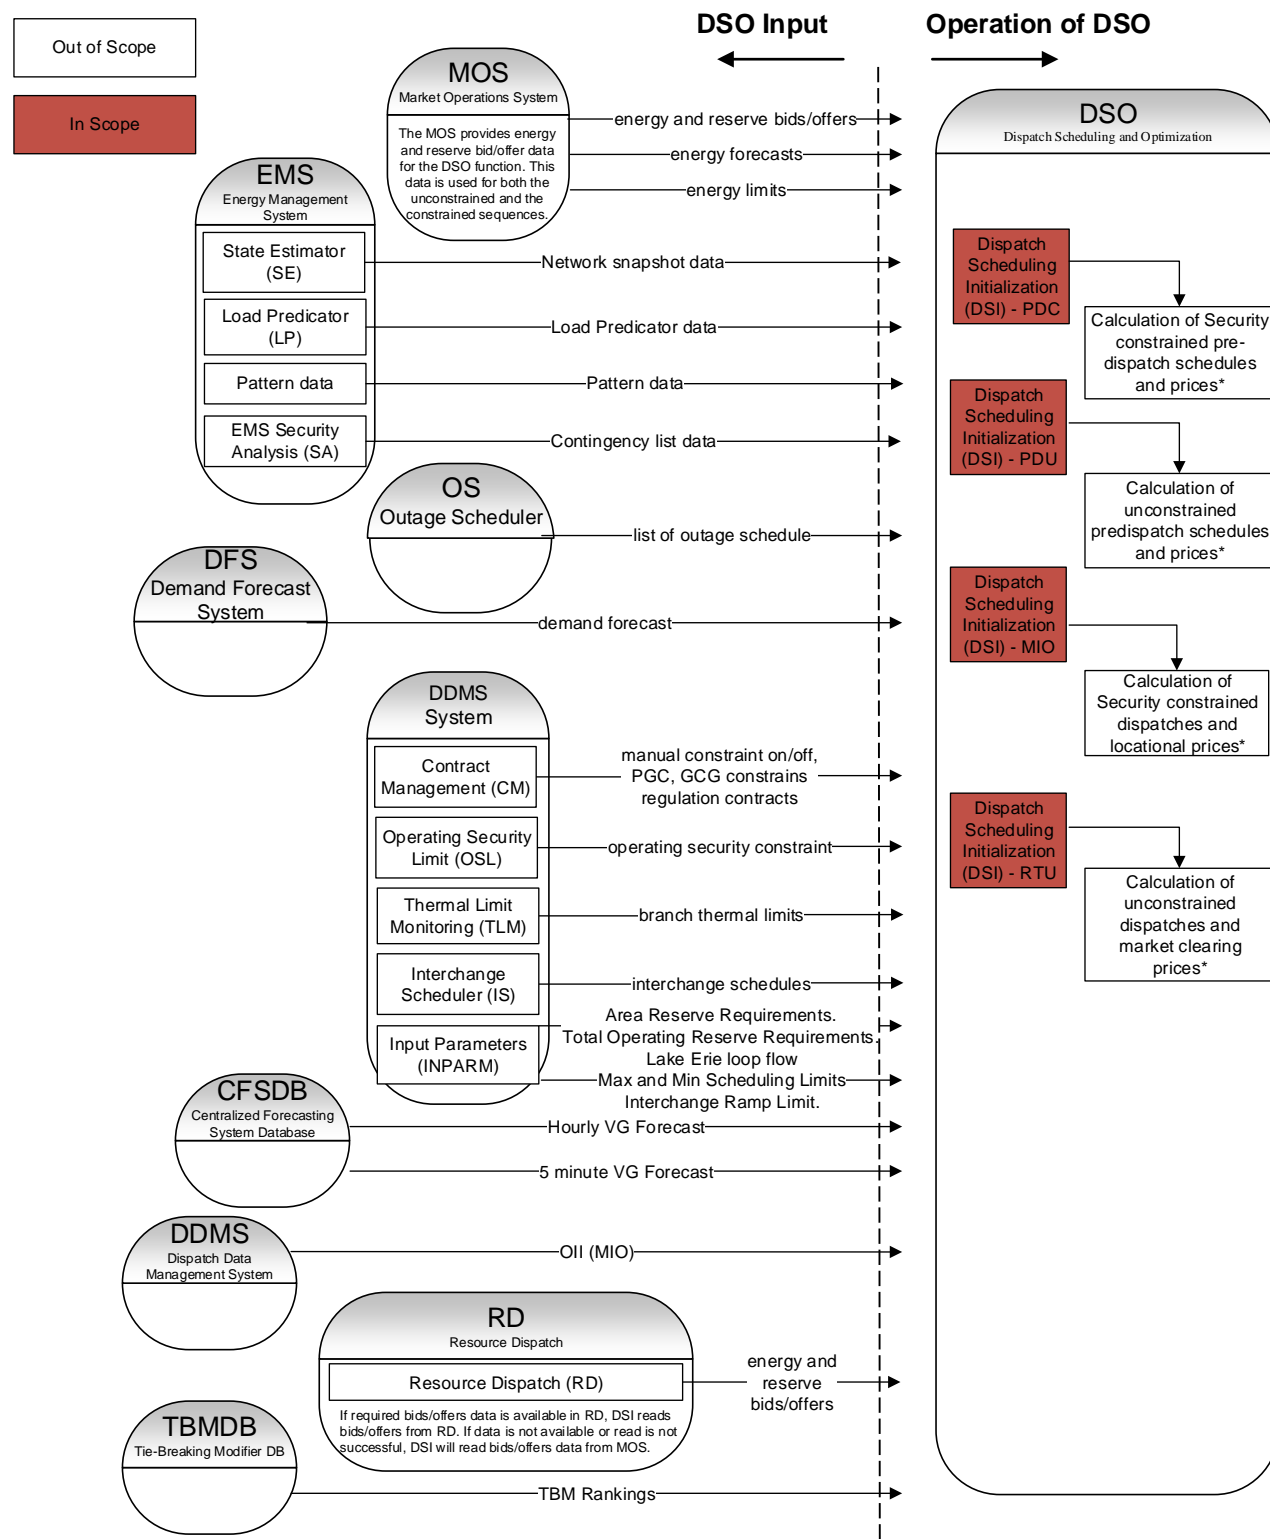 DSO Input
Operation of DSO
Out of Scope
In Scope
MOS
Market Operations System
The MOS provides energy
and reserve bid/offer data
for the DSO function. This
data is used for both the
unconstrained and the
constrained sequences.
energy and reserve bids/offers
energy forecasts
energy limits
EMS
Energy Management
System
State Estimator
(SE)
Network snapshot data
Load Predicator
(LP)
Load Predicator data
Pattern data
Pattern data
EMS Security
Analysis (SA)
Contingency list data
OS
Outage Scheduler
list of outage schedule
DFS
Demand Forecast
System
demand forecast
DDMS
System
Contract
Management (CM)
manual constraint on/off,
PGC, GCG constrains
regulation contracts
Operating Security
Limit (OSL)
operating security constraint
Thermal Limit
Monitoring (TLM)
branch thermal limits
Interchange
Scheduler (IS)
interchange schedules
Input Parameters
(INPARM)
Area Reserve Requirements.
Total Operating Reserve Requirements.
Lake Erie loop flow
Max and Min Scheduling Limits
Interchange Ramp Limit.
CFSDB
Centralized Forecasting
System Database
Hourly VG Forecast
5 minute VG Forecast
DDMS
Dispatch Data
Management System
OII (MIO)
RD
Resource Dispatch
Resource Dispatch (RD)
If required bids/offers data is available in RD, DSI reads
bids/offers from RD. If data is not available or read is not
successful, DSI will read bids/offers data from MOS.
energy and
reserve
bids/offers
TBMDB
Tie-Breaking Modifier DB
TBM Rankings
DSO
Dispatch Scheduling and Optimization
Dispatch
Scheduling
Initialization
(DSI) - PDC
Calculation of Security
constrained pre-
dispatch schedules
and prices*
Dispatch
Scheduling
Initialization
(DSI) - PDU
Calculation of
unconstrained
predispatch schedules
and prices*
Dispatch
Scheduling
Initialization
(DSI) - MIO
Calculation of
Security constrained
dispatches and
locational prices*
Dispatch
Scheduling
Initialization
(DSI) - RTU
Calculation of
unconstrained
dispatches and
market clearing
prices*